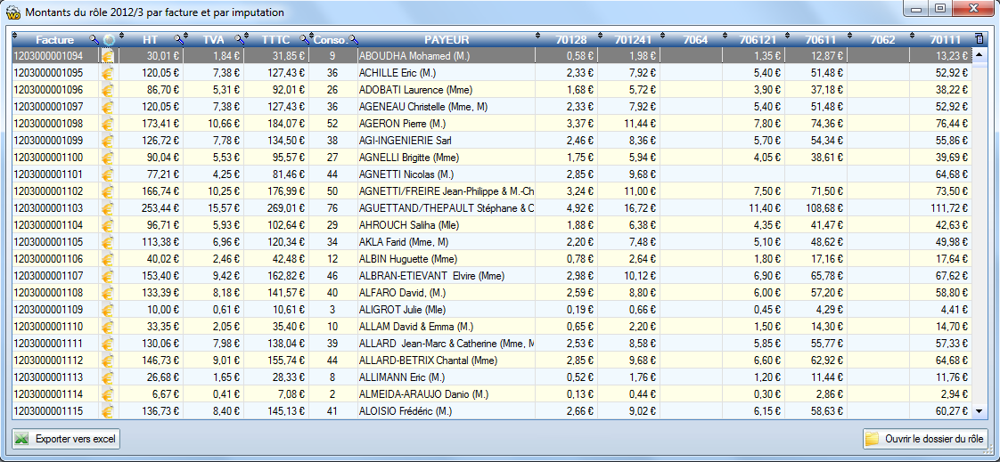 Montants du rôle 2012/3 par facture et par imputation
Facture HT TVA TTTC Conso. PAYEUR 70128 701241 7064 706121 70611 7062 70111
1203000001094 30,01 € 1,84 € 31,85 € 9 ABOUDHA Mohamed (M.) 0,58 € 1,98 € 1,35 € 12,87 € 13,23 €
1203000001095 120,05 € 7,38 € 127,43 € 36 ACHILLE Eric (M.) 2,33 € 7,92 € 5,40 € 51,48 € 52,92 €
1203000001096 86,70 € 5,31 € 92,01 € 26 ADOBATI Laurence (Mme) 1,68 € 5,72 € 3,90 € 37,18 € 38,22 €
1203000001097 120,05 € 7,38 € 127,43 € 36 AGENEAU Christelle (Mme, M) 2,33 € 7,92 € 5,40 € 51,48 € 52,92 €
1203000001098 173,41 € 10,66 € 184,07 € 52 AGERON Pierre (M.) 3,37 € 11,44 € 7,80 € 74,36 € 76,44 €
1203000001099 126,72 € 7,78 € 134,50 € 38 AGI-INGENIERIE Sarl 2,46 € 8,36 € 5,70 € 54,34 € 55,86 €
1203000001100 90,04 € 5,53 € 95,57 € 27 AGNELLI Brigitte (Mme) 1,75 € 5,94 € 4,05 € 38,61 € 39,69 €
1203000001101 77,21 € 4,25 € 81,46 € 44 AGNETTI Nicolas (M.) 2,85 € 9,68 € 64,68 €
1203000001102 166,74 € 10,25 € 176,99 € 50 AGNETTI/FREIRE Jean-Philippe & M.-Ch 3,24 € 11,00 € 7,50 € 71,50 € 73,50 €
1203000001103 253,44 € 15,57 € 269,01 € 76 AGUETTAND/THEPAULT Stéphane & C 4,92 € 16,72 € 11,40 € 108,68 € 111,72 €
1203000001104 96,71 € 5,93 € 102,64 € 29 AHROUCH Saliha (Mle) 1,88 € 6,38 € 4,35 € 41,47 € 42,63 €
1203000001105 113,38 € 6,96 € 120,34 € 34 AKLA Farid (Mme, M) 2,20 € 7,48 € 5,10 € 48,62 € 49,98 €
1203000001106 40,02 € 2,46 € 42,48 € 12 ALBIN Huguette (Mme) 0,78 € 2,64 € 1,80 € 17,16 € 17,64 €
1203000001107 153,40 € 9,42 € 162,82 € 46 ALBRAN-ETIEVANT Elvire (Mme) 2,98 € 10,12 € 6,90 € 65,78 € 67,62 €
1203000001108 133,39 € 8,18 € 141,57 € 40 ALFARO David, (M.) 2,59 € 8,80 € 6,00 € 57,20 € 58,80 €
1203000001109 10,00 € 0,61 € 10,61 € 3 ALIGROT Julie (Mle) 0,19 € 0,66 € 0,45 € 4,29 € 4,41 €
1203000001110 33,35 € 2,05 € 35,40 € 10 ALLAM David & Emma (M.) 0,65 € 2,20 € 1,50 € 14,30 € 14,70 €
1203000001111 130,06 € 7,98 € 138,04 € 39 ALLARD Jean-Marc & Catherine (Mme, M 2,53 € 8,58 € 5,85 € 55,77 € 57,33 €
1203000001112 146,73 € 9,01 € 155,74 € 44 ALLARD-BETRIX Chantal (Mme) 2,85 € 9,68 € 6,60 € 62,92 € 64,68 €
1203000001113 26,68 € 1,65 € 28,33 € 8 ALLIMANN Eric (M.) 0,52 € 1,76 € 1,20 € 11,44 € 11,76 €
1203000001114 6,67 € 0,41 € 7,08 € 2 ALMEIDA-ARAUJO Danio (M.) 0,13 € 0,44 € 0,30 € 2,86 € 2,94 €
1203000001115 136,73 € 8,40 € 145,13 € 41 ALOISIO Frédéric (M.) 2,66 € 9,02 € 6,15 € 58,63 € 60,27 €
Exporter vers excel Ouvrir le dossier du rôle